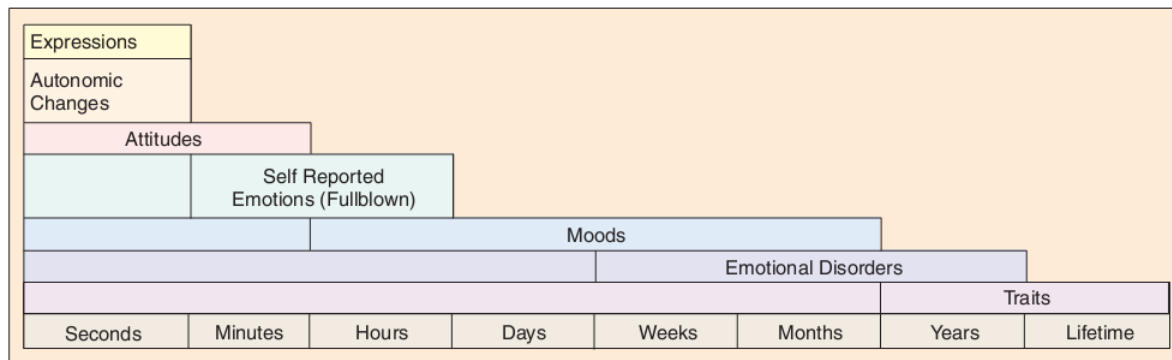 Expressions
Autonomic
Changes
Attitudes
Self Reported
Emotions (Fullblown)
Moods
Emotional Disorders
Traits
Seconds Minutes Hours Days Weeks Months Years Lifetime